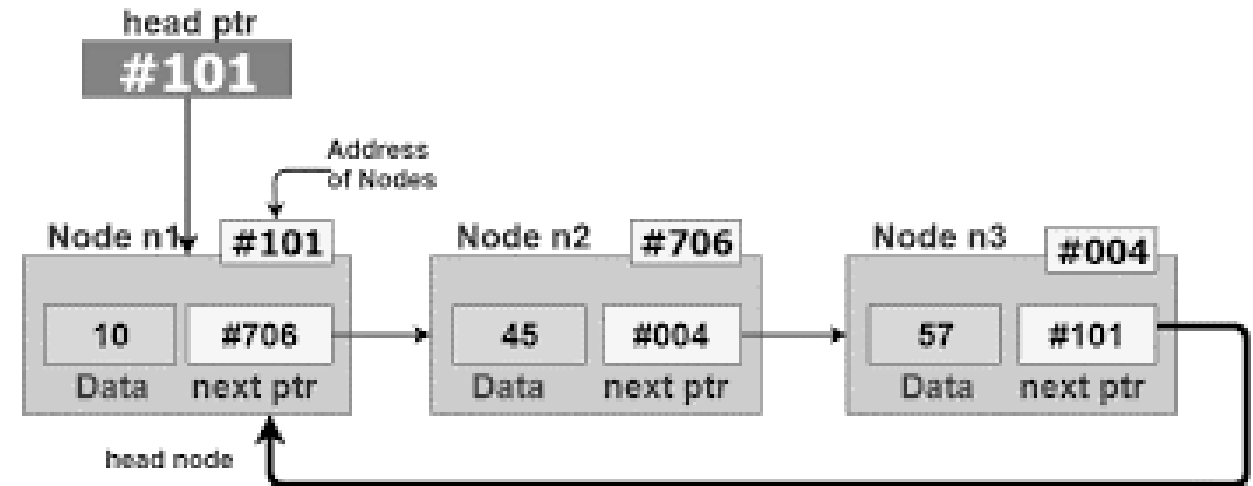 head ptr
#101
Address
of Nodes
Node n1
#101
Node n2
#706
Node n3
#004
10
#706
45
#004
57
#101
Data
next ptr
Data
next ptr
Data
next ptr
head node